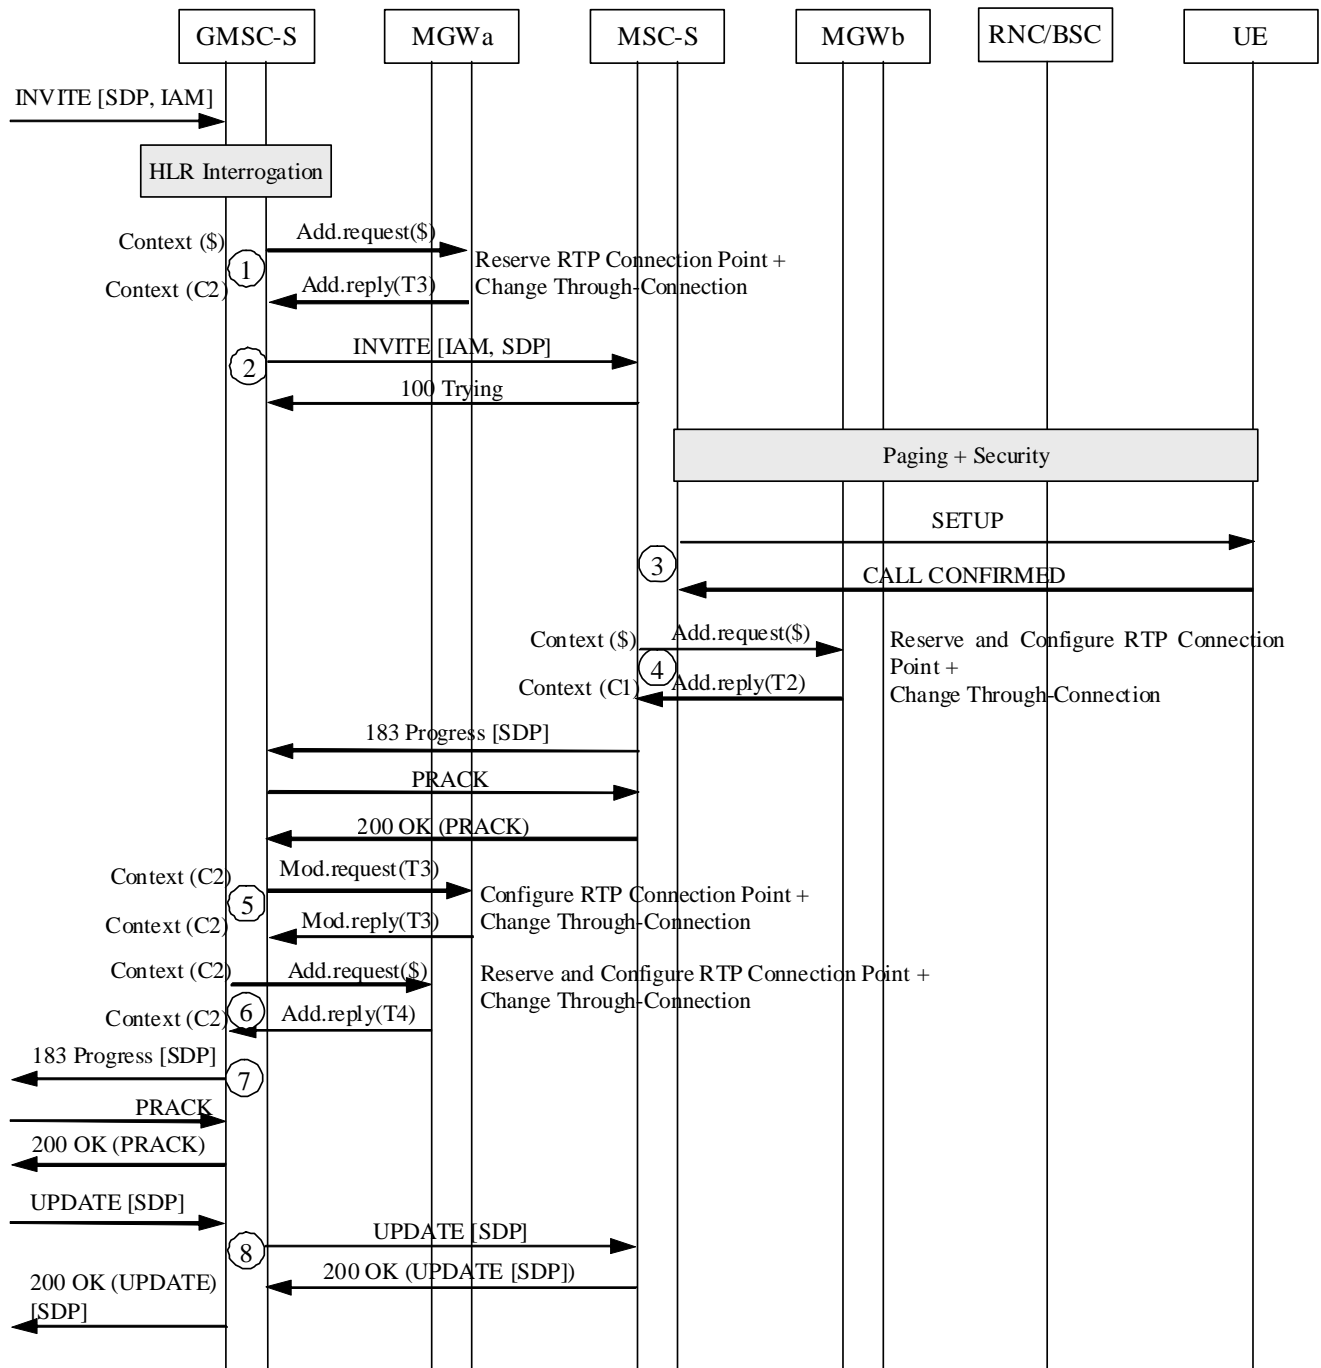 GMSC-S
MGWa
MSC-S
MGWb
RNC/BSC
UE
INVITE [SDP, IAM]
HLR Interrogation
Context ($)
Add.request($)
1
Reserve RTP Connection Point +
Change Through-Connection
Context (C2)
Add.reply(T3)
2
INVITE [IAM, SDP]
100 Trying
Paging + Security
SETUP
3
CALL CONFIRMED
Context ($)
Add.request($)
4
Reserve and Configure RTP Connection
Point +
Change Through-Connection
Context (C1)
Add.reply(T2)
183 Progress [SDP]
PRACK
200 OK (PRACK)
Context (C2)
Mod.request(T3)
5
Configure RTP Connection Point +
Change Through-Connection
Context (C2)
Mod.reply(T3)
Context (C2)
Add.request($)
6
Reserve and Configure RTP Connection Point +
Change Through-Connection
Context (C2)
Add.reply(T4)
183 Progress [SDP]
7
PRACK
200 OK (PRACK)
UPDATE [SDP]
8
UPDATE [SDP]
200 OK (UPDATE [SDP])
200 OK (UPDATE)
[SDP]